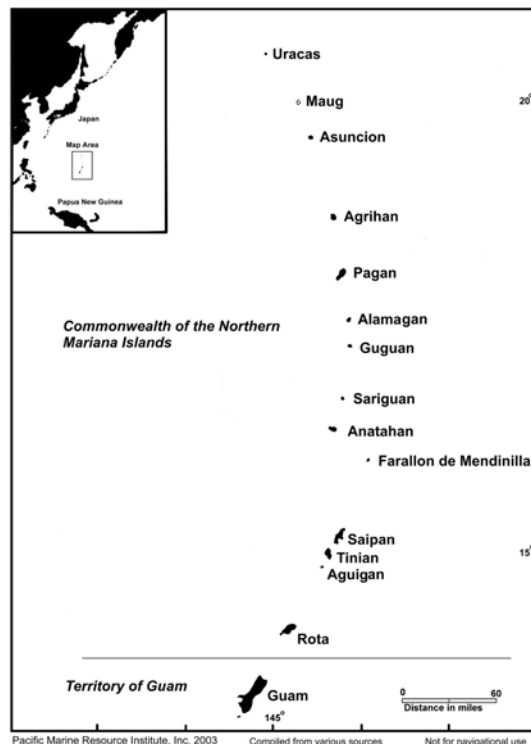 Uracas
20°
Maug
Asuncion
Japan
Map Area
Papua New Guinea
Agrihan
Pagan
Commonwealth of the Northern
Mariana Islands
Alamagan
Guguan
Sariguan
Anatahan
Farallon de Mendinilla
Saipan
15°
Tinian
Aguigan
Rota
Territory of Guam
Guam
0 60
Distance in miles
145°
Pacific Marine Resource Institute, Inc. 2003 Compiled from various sources Not for navigational use